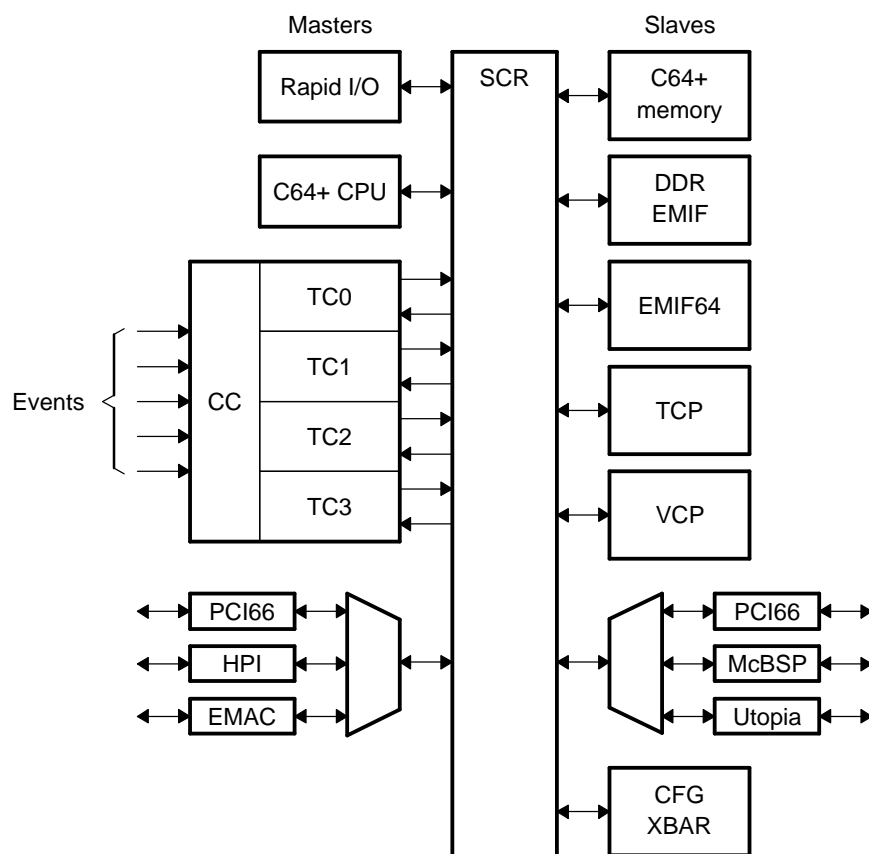 Masters
Slaves
Rapid I/O
SCR
C64+
memory
C64+ CPU
DDR
EMIF
Events
CC
TC0
TC1
TC2
TC3
EMIF64
TCP
VCP
PCI66
HPI
EMAC
PCI66
McBSP
Utopia
CFG
XBAR